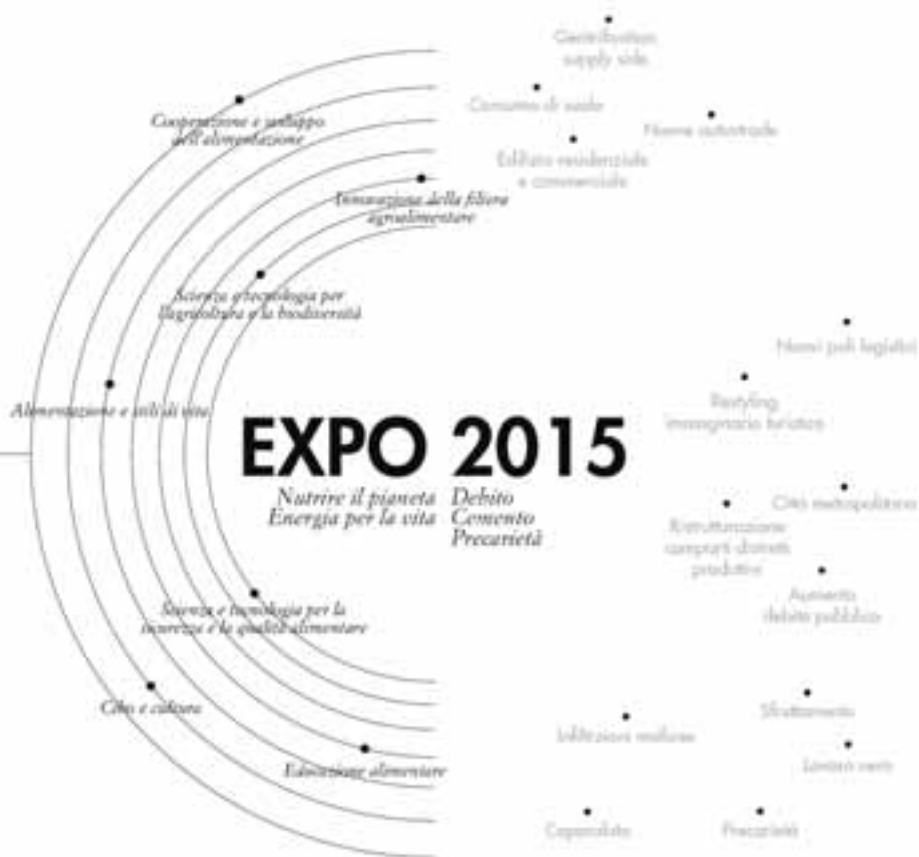 Gentrification
supply side
Consumo di suolo
Nuove autostrade
Cooperazione e sviluppo
dell'alimentazione
Edilizia residenziale
e commerciale
Innovazione della filiera
agroalimentare
Scienza e tecnologia per
l'agricoltura e la biodiversità
Nuovi poli logistici
Restyling
immaginario turistico
Alimentazione e stili di vita
EXPO 2015
Nutrire il pianeta
Energia per la vita
Debito
Cemento
Precarietà
Città metropolitana
Ristrutturazione
comparti distretti
produttivi
Aumento
debito pubblico
Scienza e tecnologia per la
sicurezza e la qualità alimentare
Cibo e cultura
Sfruttamento
Infiltrazioni mafiose
Educazione alimentare
Lavoro nero
Caporalato
Precarietà